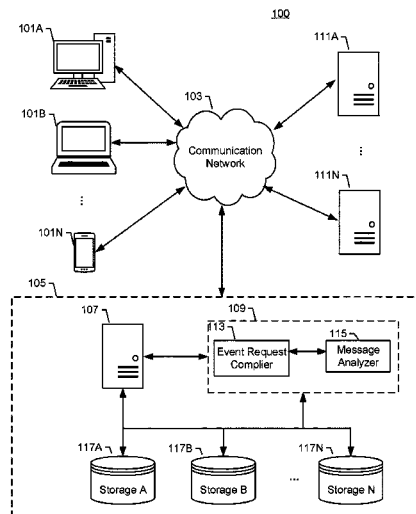 100
101A
111A
103
101B
Communication
Network
⋮
⋮
111N
101N
105
109
107
113
115
Event Request
Complier
Message
Analyzer
117A
117B
117N
...
Storage A
Storage B
Storage N